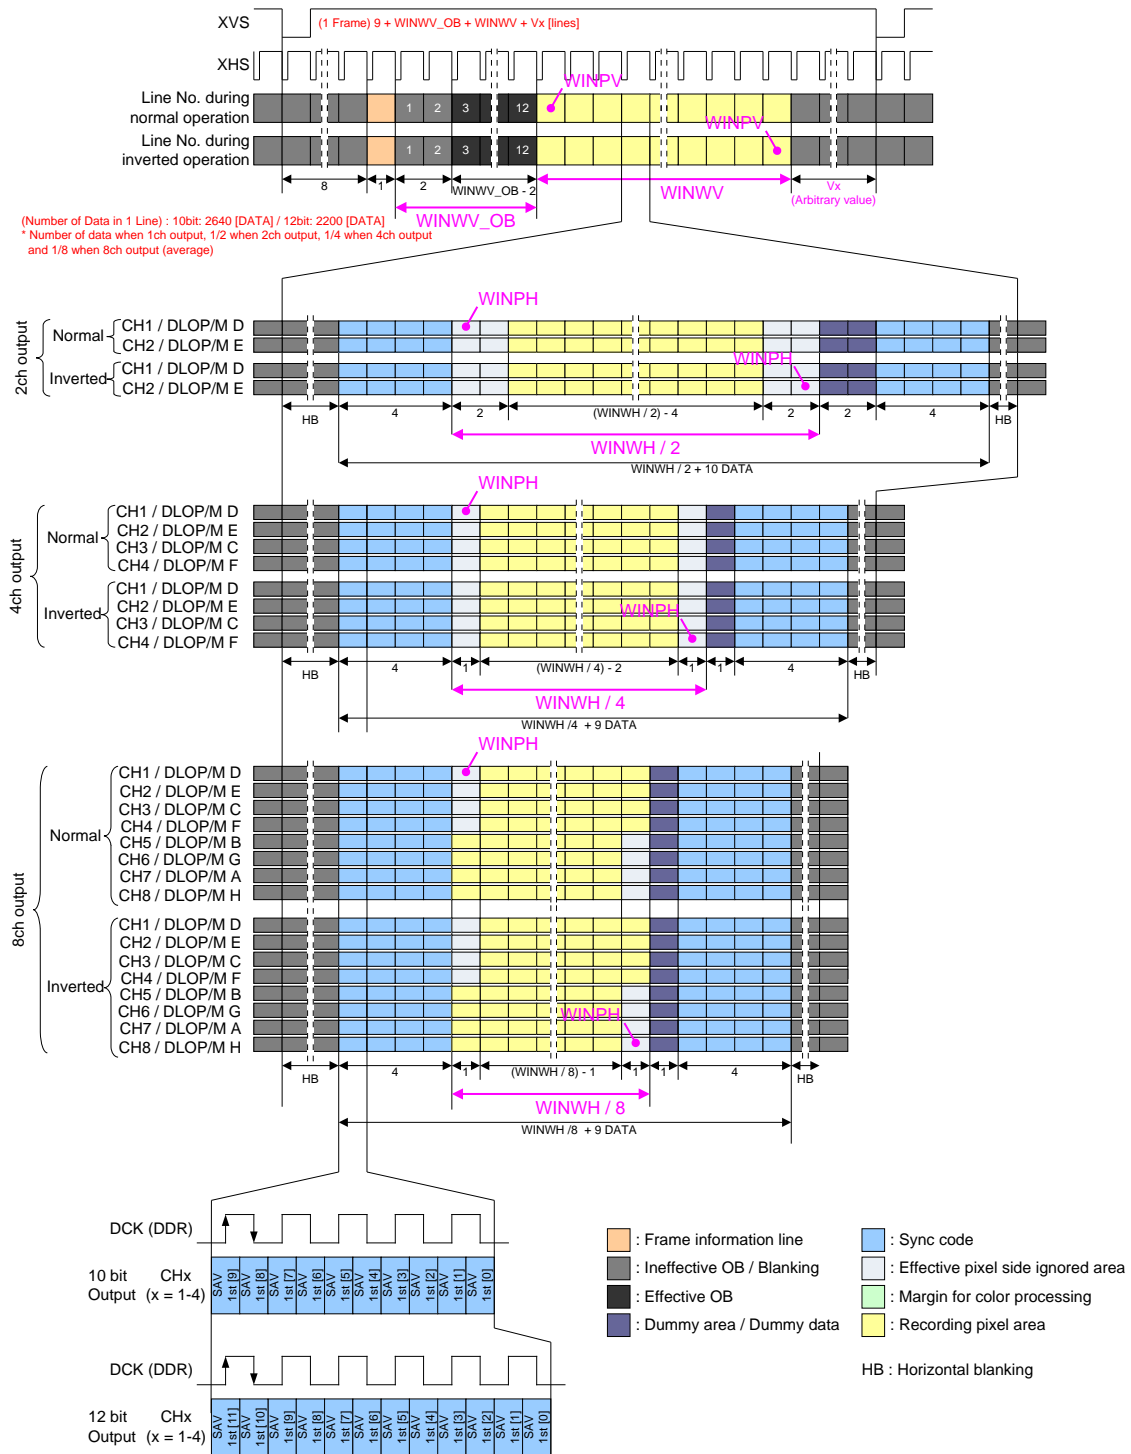 XVS
(1 Frame) 9 + WINWV_OB + WINWV + Vx [lines]
XHS
Line No. during normal operation
1 2 3 12
WINPV
Line No. during inverted operation
1 2 3 12
WINPV
8 1 2 WINWV_OB - 2 WINWV Vx (Arbitrary value)
WINWV_OB
(Number of Data in 1 Line) : 10bit: 2640 [DATA] / 12bit: 2200 [DATA]
* Number of data when 1ch output, 1/2 when 2ch output, 1/4 when 4ch output
and 1/8 when 8ch output (average)
WINPH
2ch output
Normal
CH1 / DLOP/M D
CH2 / DLOP/M E
WINPH
Inverted
CH1 / DLOP/M D
CH2 / DLOP/M E
HB 4 2 (WINWH / 2) - 4 2 2 4 HB
WINWH / 2
WINWH / 2 + 10 DATA
WINPH
4ch output
Normal
CH1 / DLOP/M D
CH2 / DLOP/M E
CH3 / DLOP/M C
CH4 / DLOP/M F
Inverted
CH1 / DLOP/M D
CH2 / DLOP/M E
CH3 / DLOP/M C
CH4 / DLOP/M F
WINPH
HB 4 1 (WINWH / 4) - 2 1 1 4 HB
WINWH / 4
WINWH /4 + 9 DATA
WINPH
8ch output
Normal
CH1 / DLOP/M D
CH2 / DLOP/M E
CH3 / DLOP/M C
CH4 / DLOP/M F
CH5 / DLOP/M B
CH6 / DLOP/M G
CH7 / DLOP/M A
CH8 / DLOP/M H
Inverted
CH1 / DLOP/M D
CH2 / DLOP/M E
CH3 / DLOP/M C
CH4 / DLOP/M F
CH5 / DLOP/M B
CH6 / DLOP/M G
CH7 / DLOP/M A
CH8 / DLOP/M H
WINPH
HB 4 1 (WINWH / 8) - 1 1 1 4 HB
WINWH / 8
WINWH /8 + 9 DATA
DCK (DDR)
10 bit Output
CHx (x = 1-4)
SAV 1st [9]
SAV 1st [8]
SAV 1st [7]
SAV 1st [6]
SAV 1st [5]
SAV 1st [4]
SAV 1st [3]
SAV 1st [2]
SAV 1st [1]
SAV 1st [0]
DCK (DDR)
12 bit Output
CHx (x = 1-4)
SAV 1st [11]
SAV 1st [10]
SAV 1st [9]
SAV 1st [8]
SAV 1st [7]
SAV 1st [6]
SAV 1st [5]
SAV 1st [4]
SAV 1st [3]
SAV 1st [2]
SAV 1st [1]
SAV 1st [0]
: Frame information line
: Ineffective OB / Blanking
: Effective OB
: Dummy area / Dummy data
: Sync code
: Effective pixel side ignored area
: Margin for color processing
: Recording pixel area
HB : Horizontal blanking